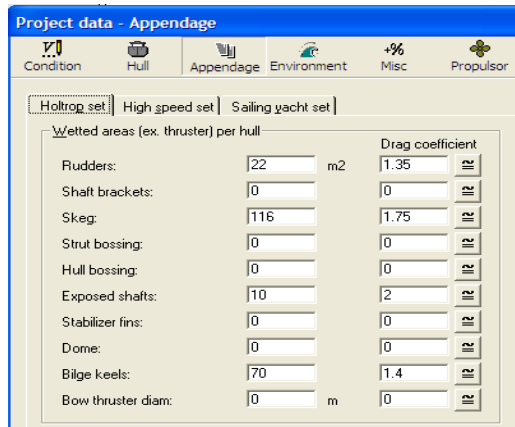 Project data - Appendage
Condition Hull Appendage Environment +% Misc Propulsor
Holtrop set High speed set Sailing yacht set
Wetted areas (ex. thruster) per hull
Drag coefficient
Rudders: 22 m2 1.35 ≅
Shaft brackets: 0 0 ≅
Skeg: 116 1.75 ≅
Strut bossing: 0 0 ≅
Hull bossing: 0 0 ≅
Exposed shafts: 10 2 ≅
Stabilizer fins: 0 0 ≅
Dome: 0 0 ≅
Bilge keels: 70 1.4 ≅
Bow thruster diam: 0 m 0 ≅